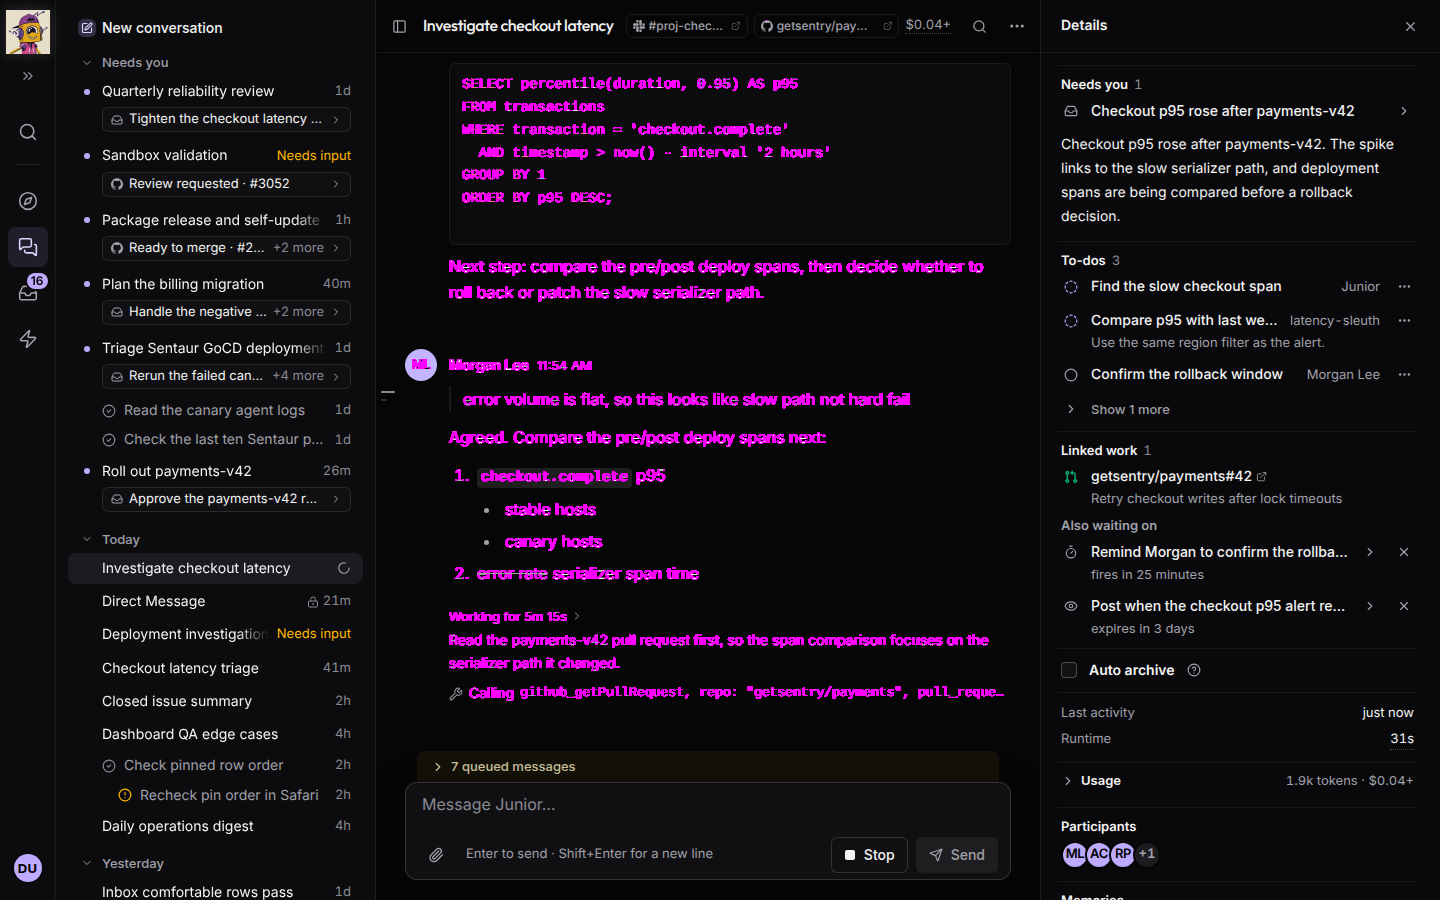 New conversation
Needs you
Quarterly reliability review 1d
Tighten the checkout latency ...
Sandbox validation Needs input
Review requested · #3052
Package release and self-update 1h
Ready to merge · #2... +2 more
Plan the billing migration 40m
Handle the negative ... +2 more
Triage Sentaur GoCD deployment 1d
Rerun the failed can... +4 more
Read the canary agent logs 1d
Check the last ten Sentaur p... 1d
Roll out payments-v42 26m
Approve the payments-v42 r...
Today
Investigate checkout latency
Direct Message 21m
Deployment investigation Needs input
Checkout latency triage 41m
Closed issue summary 2h
Dashboard QA edge cases 4h
Check pinned row order 2h
Recheck pin order in Safari 2h
Daily operations digest 4h
Yesterday
Inbox comfortable rows pass 1d
16
DU
Investigate checkout latency #proj-chec... getsentry/pay... $0.04+
SELECT percentile(duration, 0.95) AS p95
FROM transactions
WHERE transaction = 'checkout.complete'
AND timestamp > now() - interval '2 hours'
GROUP BY 1
ORDER BY p95 DESC;
Next step: compare the pre/post deploy spans, then decide whether to
roll back or patch the slow serializer path.
ML Morgan Lee 11:54 AM
error volume is flat, so this looks like slow path not hard fail
Agreed. Compare the pre/post deploy spans next:
1. checkout.complete p95
• stable hosts
• canary hosts
2. error rate serializer span time
Working for 5m 15s
Read the payments-v42 pull request first, so the span comparison focuses on the
serializer path it changed.
Calling github_getPullRequest, repo: "getsentry/payments", pull_reque…
7 queued messages
Message Junior...
Enter to send · Shift+Enter for a new line Stop Send
Details
Needs you 1
Checkout p95 rose after payments-v42
Checkout p95 rose after payments-v42. The spike
links to the slow serializer path, and deployment
spans are being compared before a rollback
decision.
To-dos 3
Find the slow checkout span Junior
Compare p95 with last we... latency-sleuth
Use the same region filter as the alert.
Confirm the rollback window Morgan Lee
Show 1 more
Linked work 1
getsentry/payments#42
Retry checkout writes after lock timeouts
Also waiting on
Remind Morgan to confirm the rollba...
fires in 25 minutes
Post when the checkout p95 alert re...
expires in 3 days
Auto archive
Last activity just now
Runtime 31s
Usage 1.9k tokens · $0.04+
Participants
ML AC RP +1
Memories